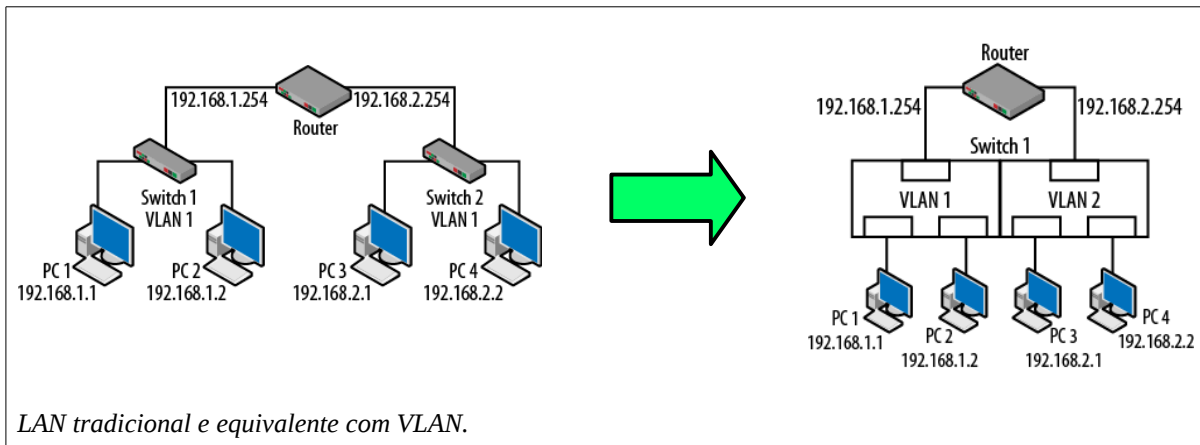 192.168.1.254
192.168.2.254
Router
Switch 1
VLAN 1
Switch 2
VLAN 1
PC 1
192.168.1.1
PC 2
192.168.1.2
PC 3
192.168.2.1
PC 4
192.168.2.2
Router
192.168.1.254
192.168.2.254
Switch 1
VLAN 1
VLAN 2
PC 1
192.168.1.1
PC 2
192.168.1.2
PC 3
192.168.2.1
PC 4
192.168.2.2
LAN tradicional e equivalente com VLAN.